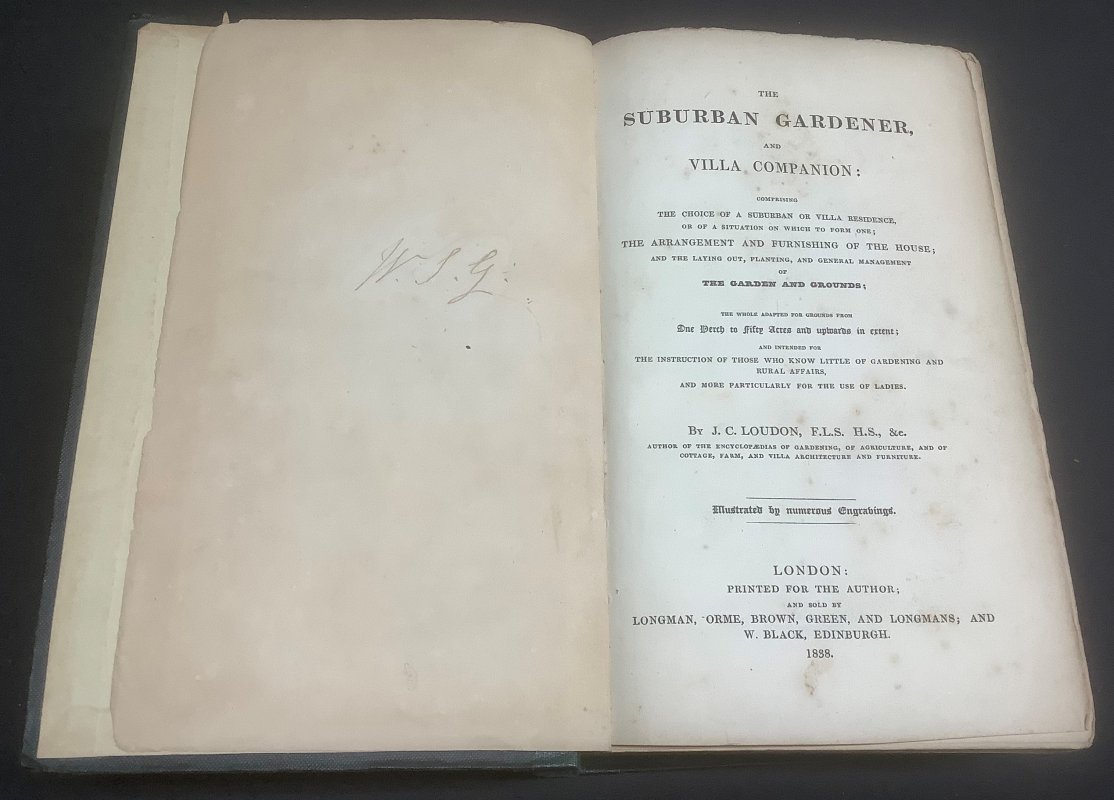 W. S. G.
THE
SUBURBAN GARDENER,
AND
VILLA COMPANION:
COMPRISING
THE CHOICE OF A SUBURBAN OR VILLA RESIDENCE,
OR OF A SITUATION ON WHICH TO FORM ONE;
THE ARRANGEMENT AND FURNISHING OF THE HOUSE;
AND THE LAYING OUT, PLANTING, AND GENERAL MANAGEMENT
OF
THE GARDEN AND GROUNDS;
THE WHOLE ADAPTED FOR GROUNDS FROM
One Perch to Fifty Acres and upwards in extent;
AND INTENDED FOR
THE INSTRUCTION OF THOSE WHO KNOW LITTLE OF GARDENING AND
RURAL AFFAIRS,
AND MORE PARTICULARLY FOR THE USE OF LADIES.
BY J. C. LOUDON, F.L.S. H.S., &c.
AUTHOR OF THE ENCYCLOPÆDIAS OF GARDENING, OF AGRICULTURE, AND OF
COTTAGE, FARM, AND VILLA ARCHITECTURE AND FURNITURE.
Illustrated by numerous Engravings.
LONDON:
PRINTED FOR THE AUTHOR;
AND SOLD BY
LONGMAN, ORME, BROWN, GREEN, AND LONGMANS; AND
W. BLACK, EDINBURGH.
1838.